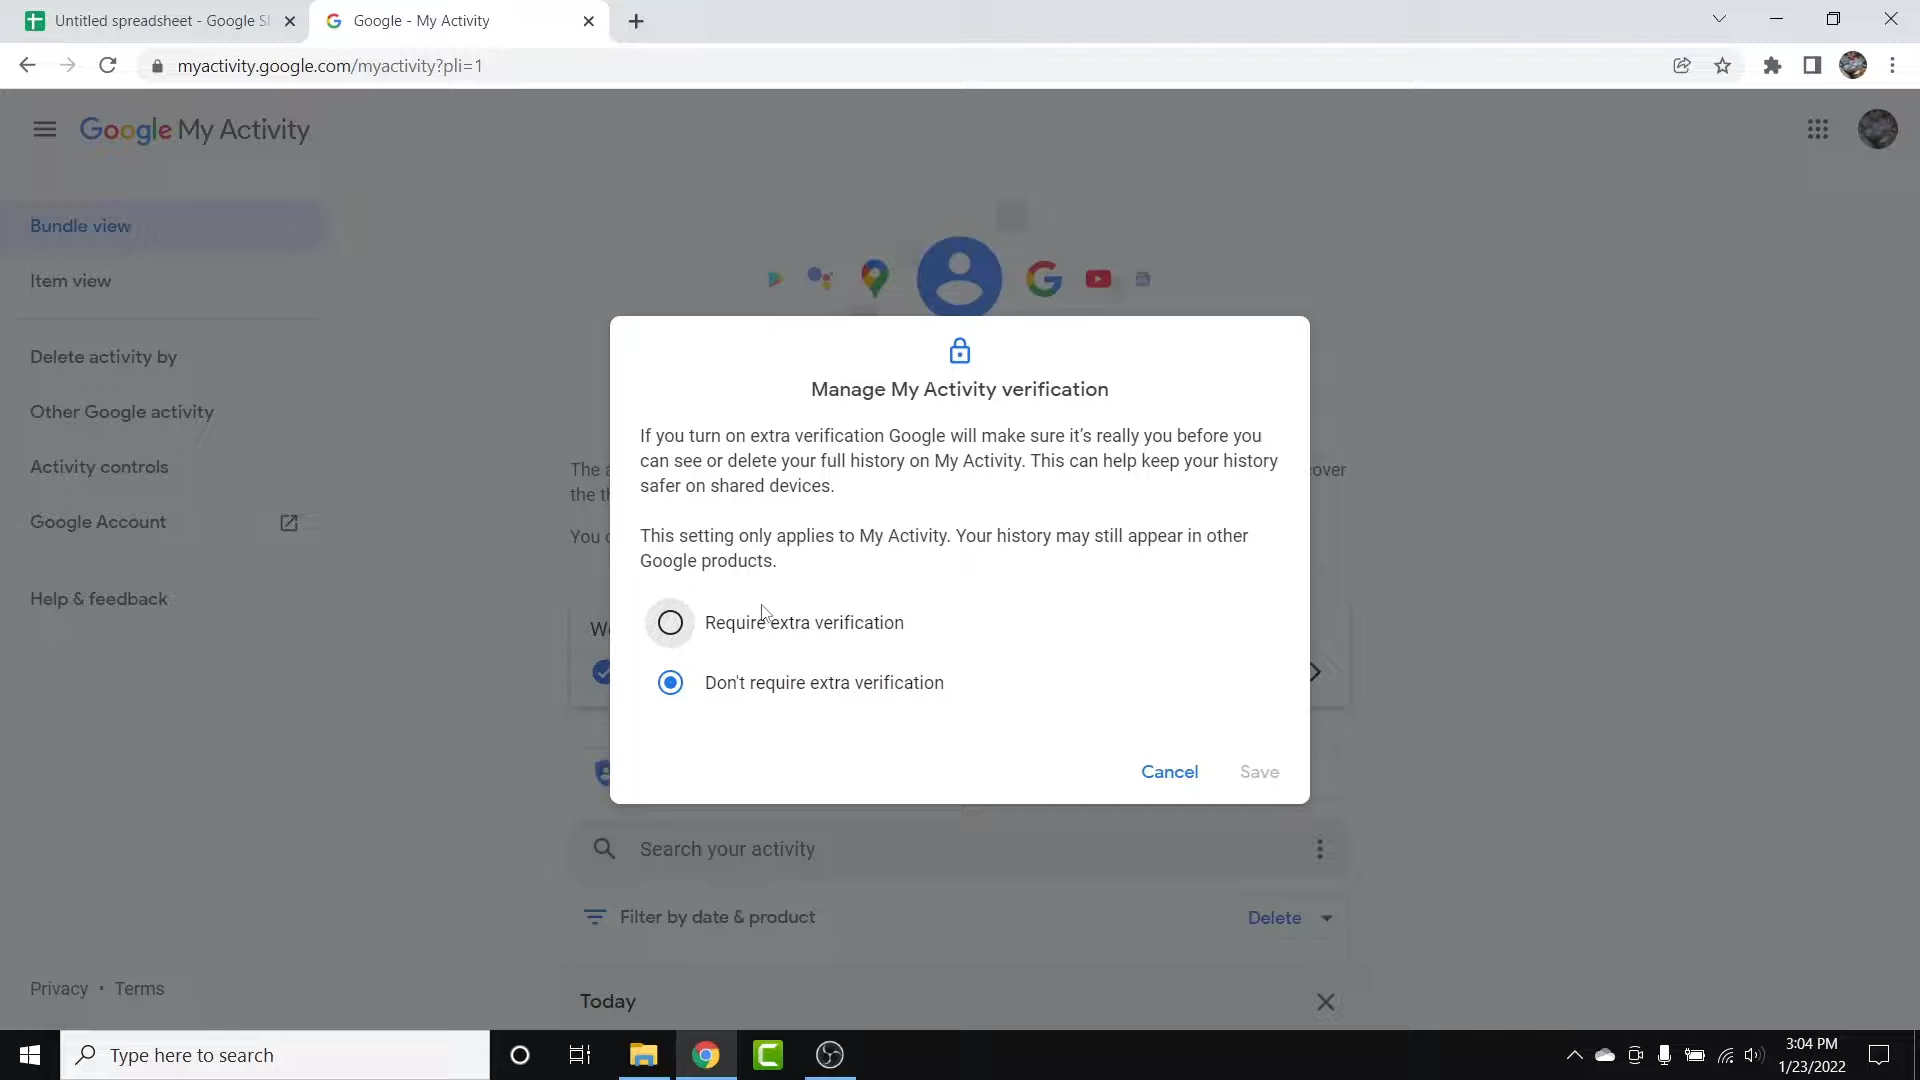 Untitled spreadsheet - Google S
Google - My Activity
myactivity.google.com/myactivity?pli=1
Google My Activity
Bundle view
Item view
Delete activity by
Other Google activity
Activity controls
Google Account
Help & feedback
Privacy • Terms
The
over
the
You
Manage My Activity verification
If you turn on extra verification Google will make sure it's really you before you
can see or delete your full history on My Activity. This can help keep your history
safer on shared devices.
This setting only applies to My Activity. Your history may still appear in other
Google products.
Require extra verification
Don't require extra verification
Cancel
Save
Search your activity
Filter by date & product
Delete
Today
Type here to search
3:04 PM
1/23/2022